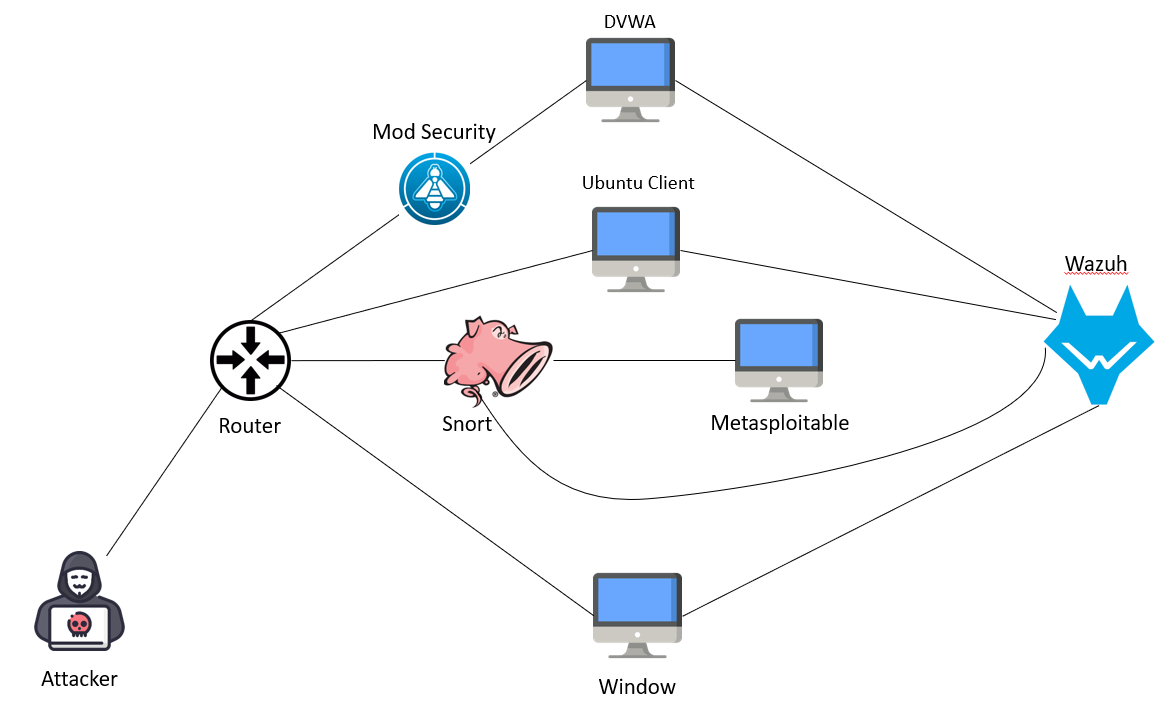 DVWA
Mod Security
Ubuntu Client
Wazuh
Router
Snort
Metasploitable
Attacker
Window